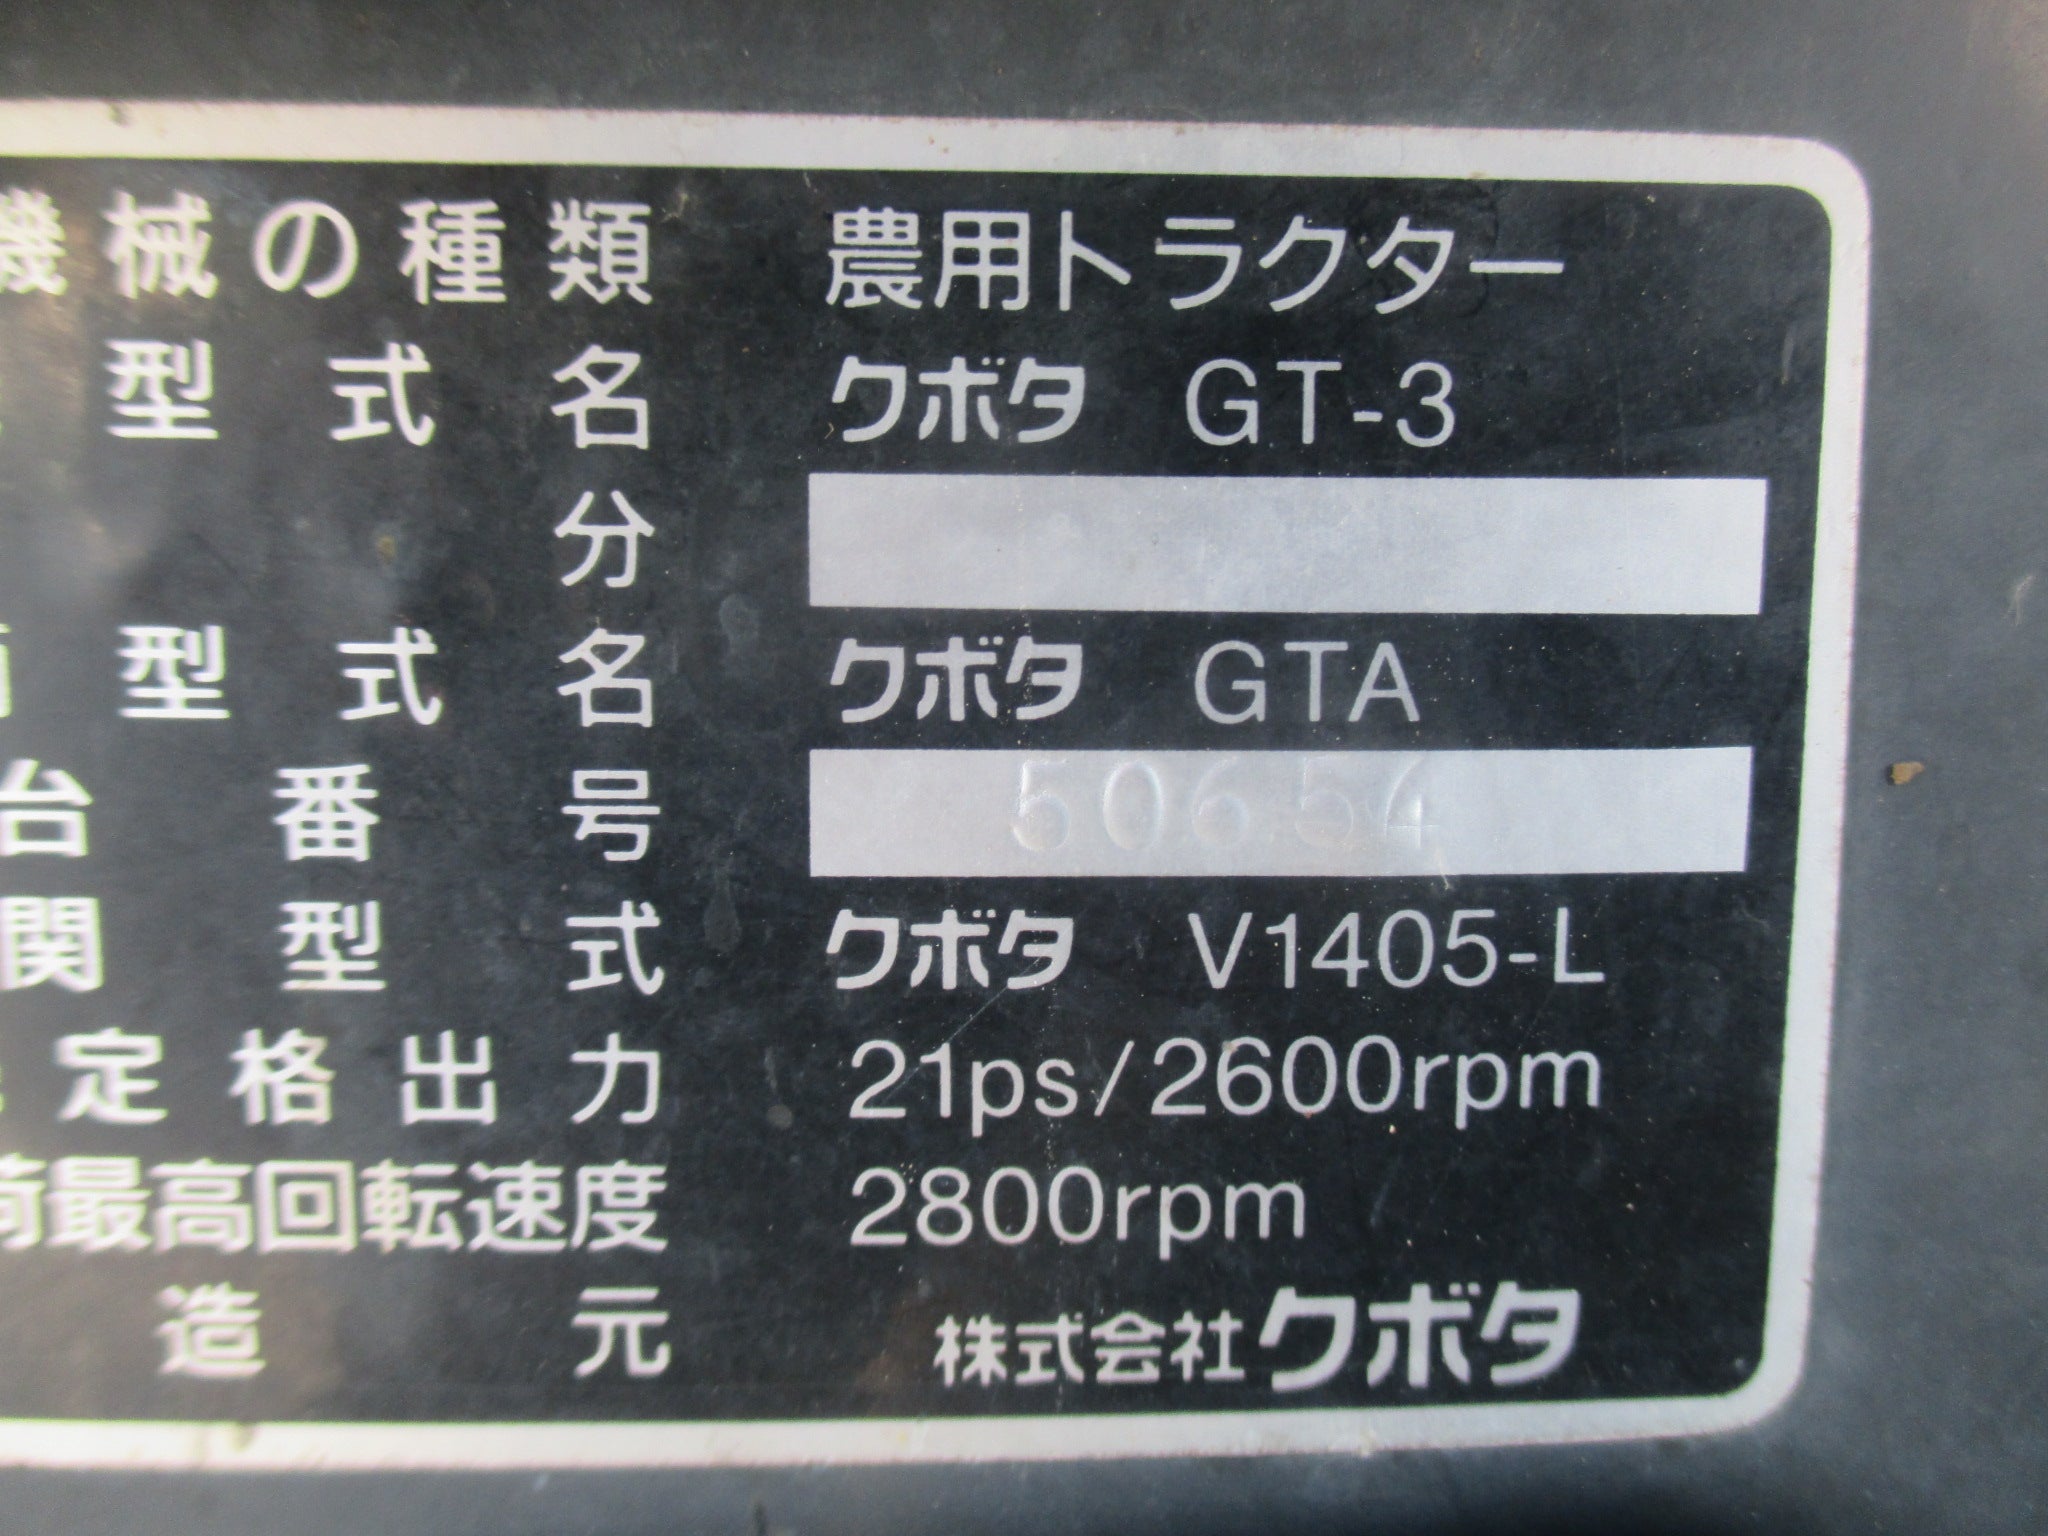 機械の種類 農用トラクター
型式名 クボタ GT-3
分
型式名 クボタ GTA
台番号 50654
関型式 クボタ V1405-L
定格出力 21ps/2600rpm
荷最高回転速度 2800rpm
造元 株式会社クボタ